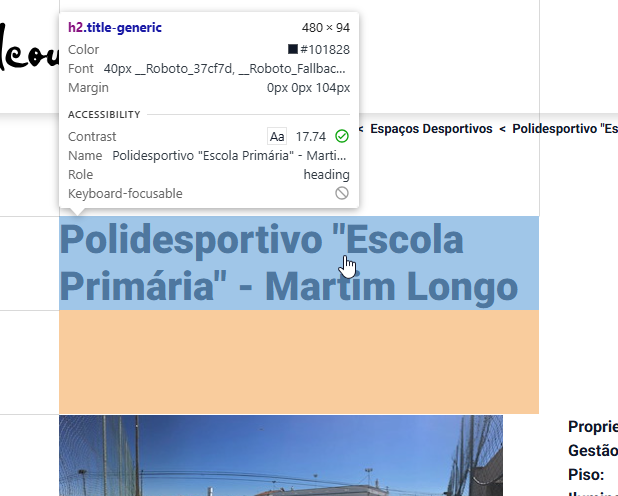 h2.title-generic 480 × 94
Color #101828
Font 40px __Roboto_37cf7d, __Roboto_Fallbac...
Margin 0px 0px 104px
ACCESSIBILITY
Contrast Aa 17.74
Name Polidesportivo "Escola Primária" - Marti...
Role heading
Keyboard-focusable
< Espaços Desportivos < Polidesportivo "Es
Polidesportivo "Escola
Primária" - Martim Longo
Proprie
Gestão
Piso: